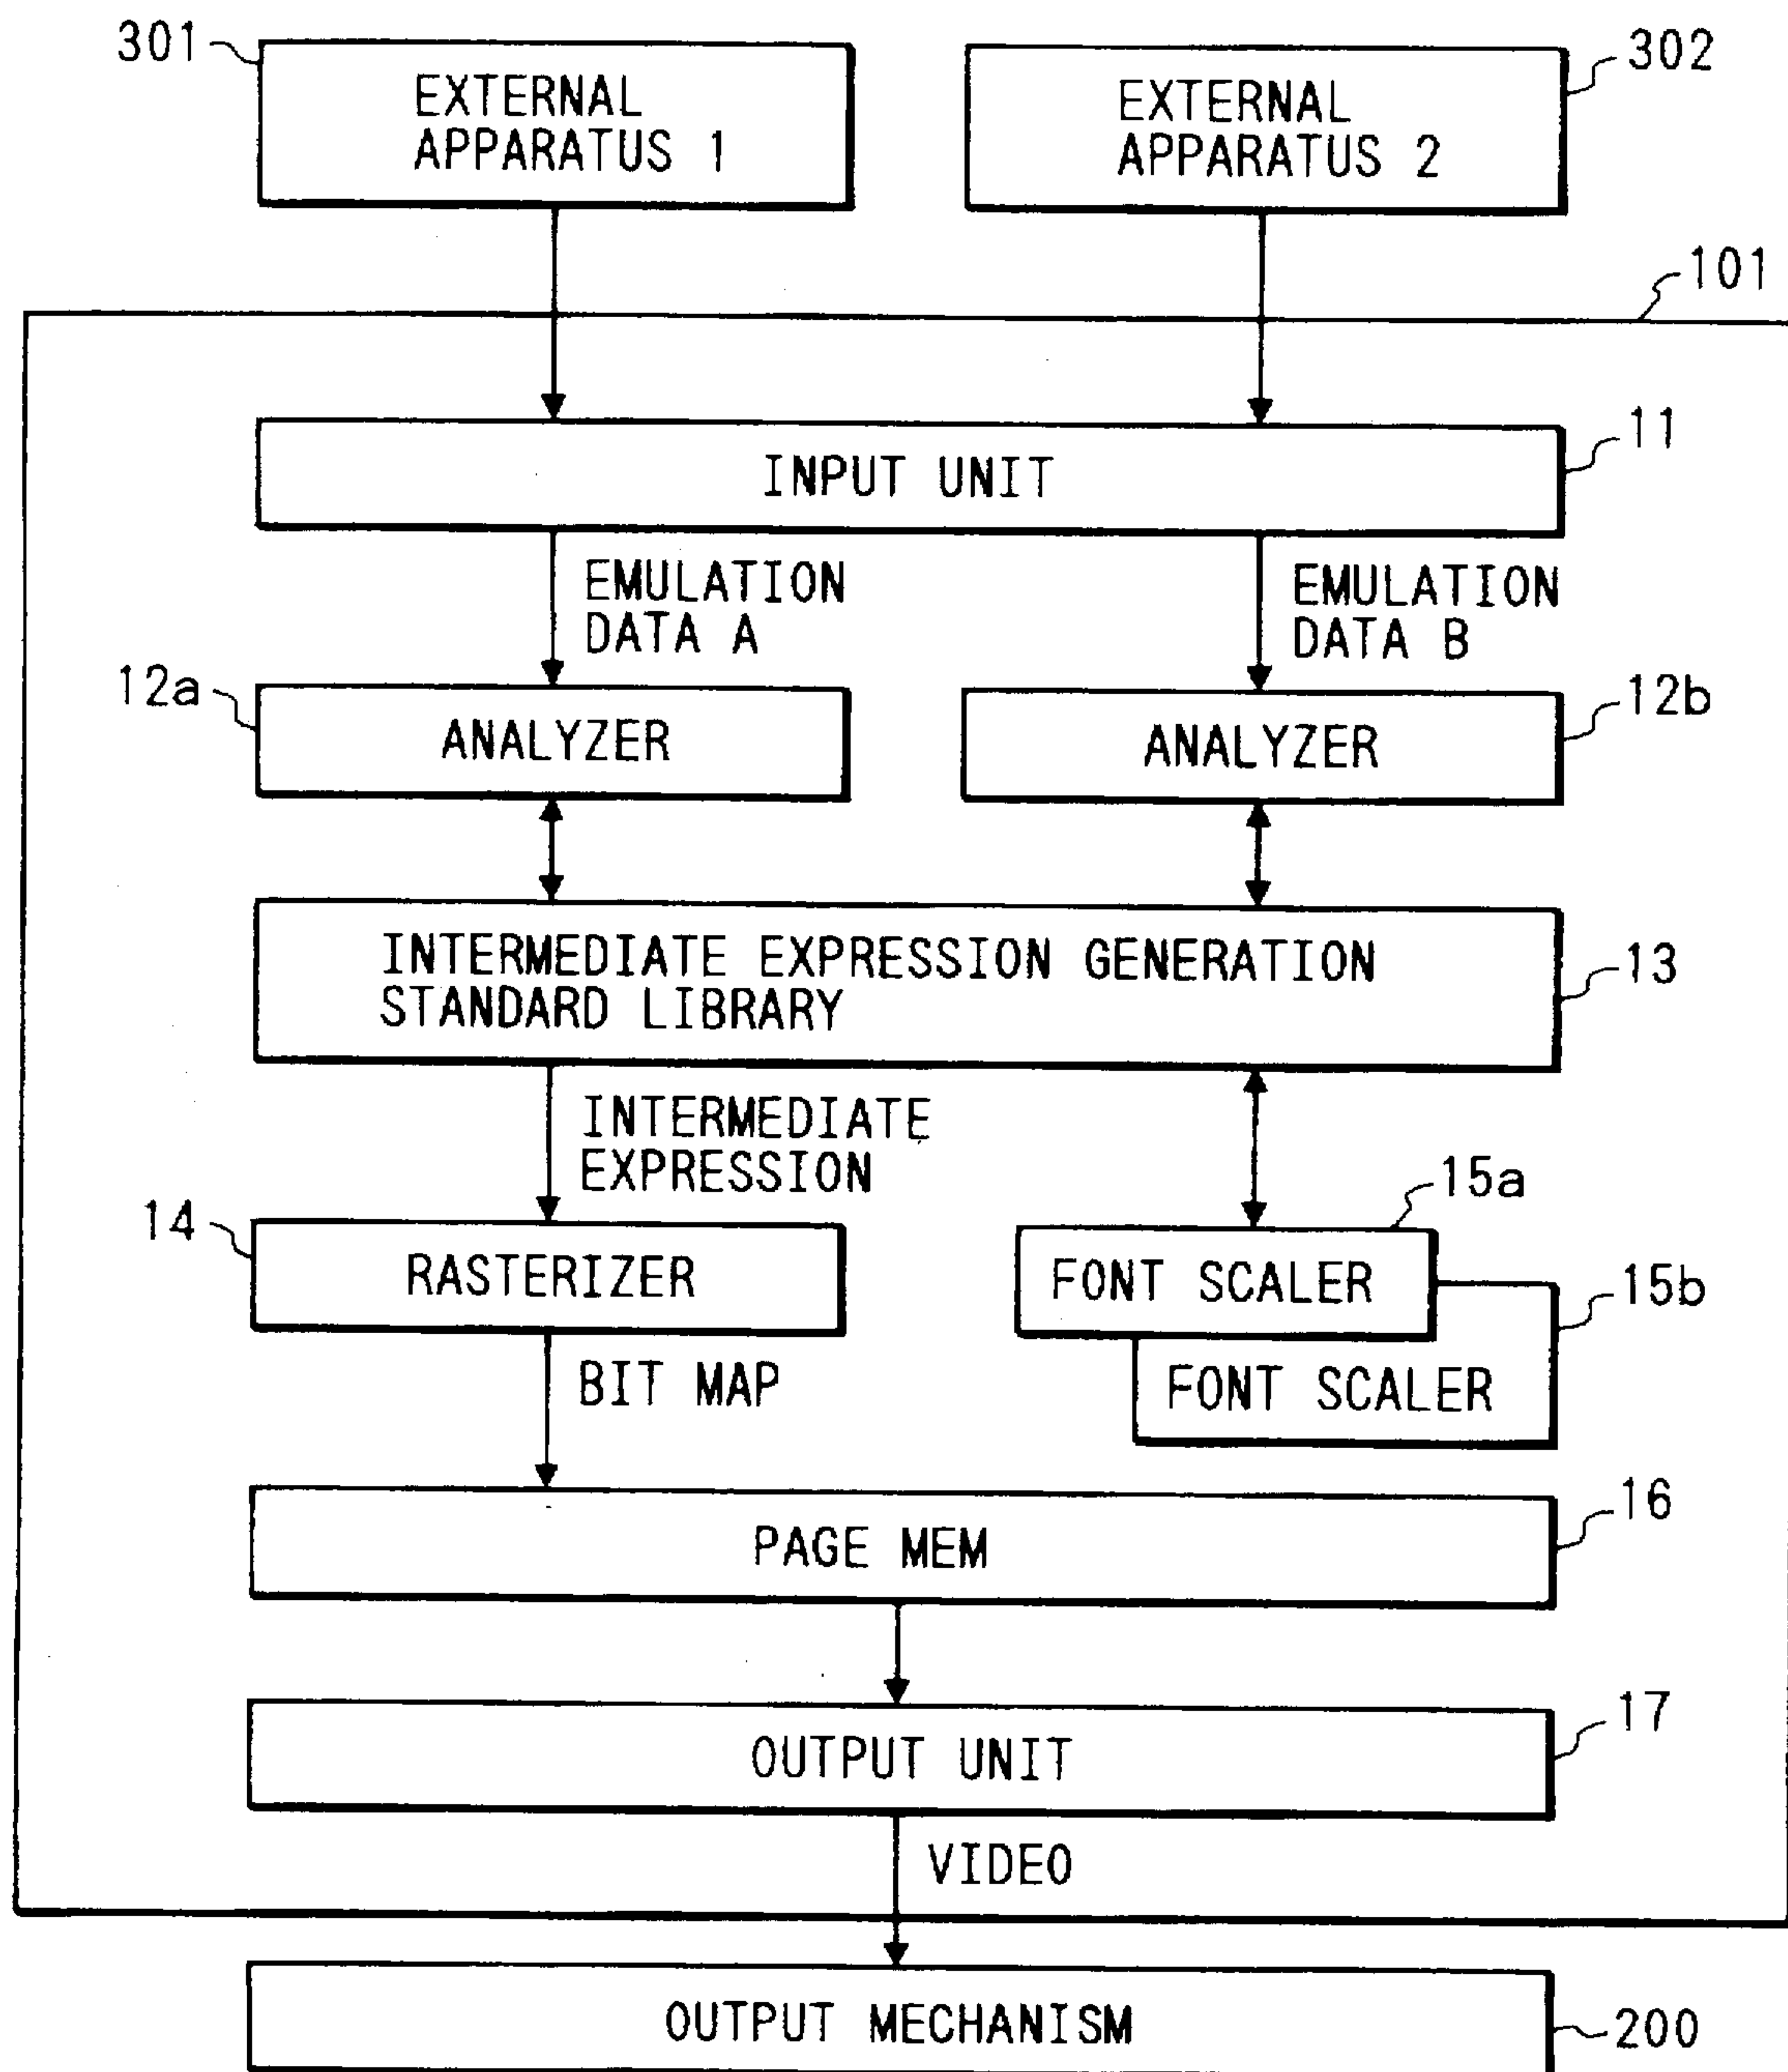 301
EXTERNAL
APPARATUS 1
EXTERNAL
APPARATUS 2
302
101
INPUT UNIT
11
EMULATION
DATA A
EMULATION
DATA B
12a
ANALYZER
ANALYZER
12b
INTERMEDIATE EXPRESSION GENERATION
STANDARD LIBRARY
13
INTERMEDIATE
EXPRESSION
14
RASTERIZER
15a
FONT SCALER
15b
FONT SCALER
BIT MAP
PAGE MEM
16
OUTPUT UNIT
17
VIDEO
OUTPUT MECHANISM
200